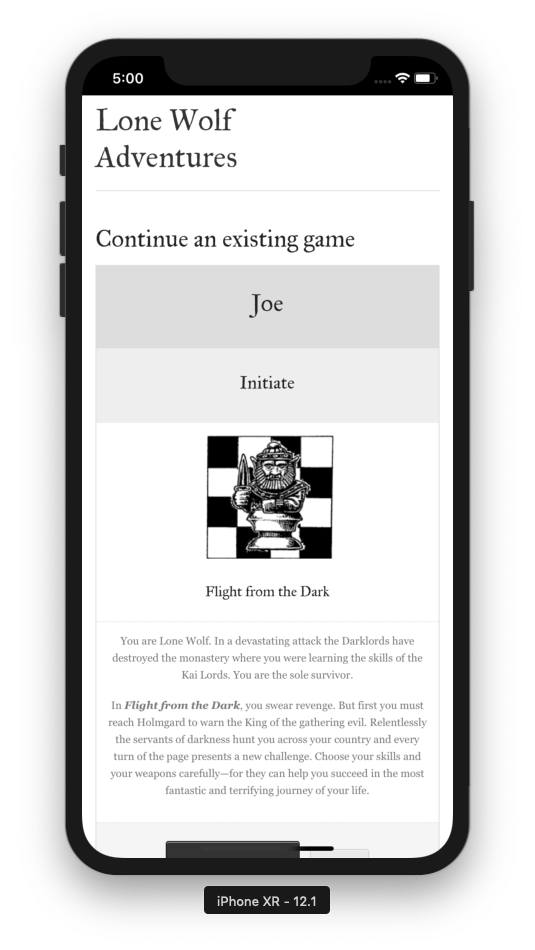 5:00
Lone Wolf
Adventures
Continue an existing game
Joe
Initiate
Flight from the Dark
You are Lone Wolf. In a devastating attack the Darklords have
destroyed the monastery where you were learning the skills of the
Kai Lords. You are the sole survivor.
In Flight from the Dark, you swear revenge. But first you must
reach Holmgard to warn the King of the gathering evil. Relentlessly
the servants of darkness hunt you across your country and every
turn of the page presents a new challenge. Choose your skills and
your weapons carefully—for they can help you succeed in the most
fantastic and terrifying journey of your life.
iPhone XR - 12.1